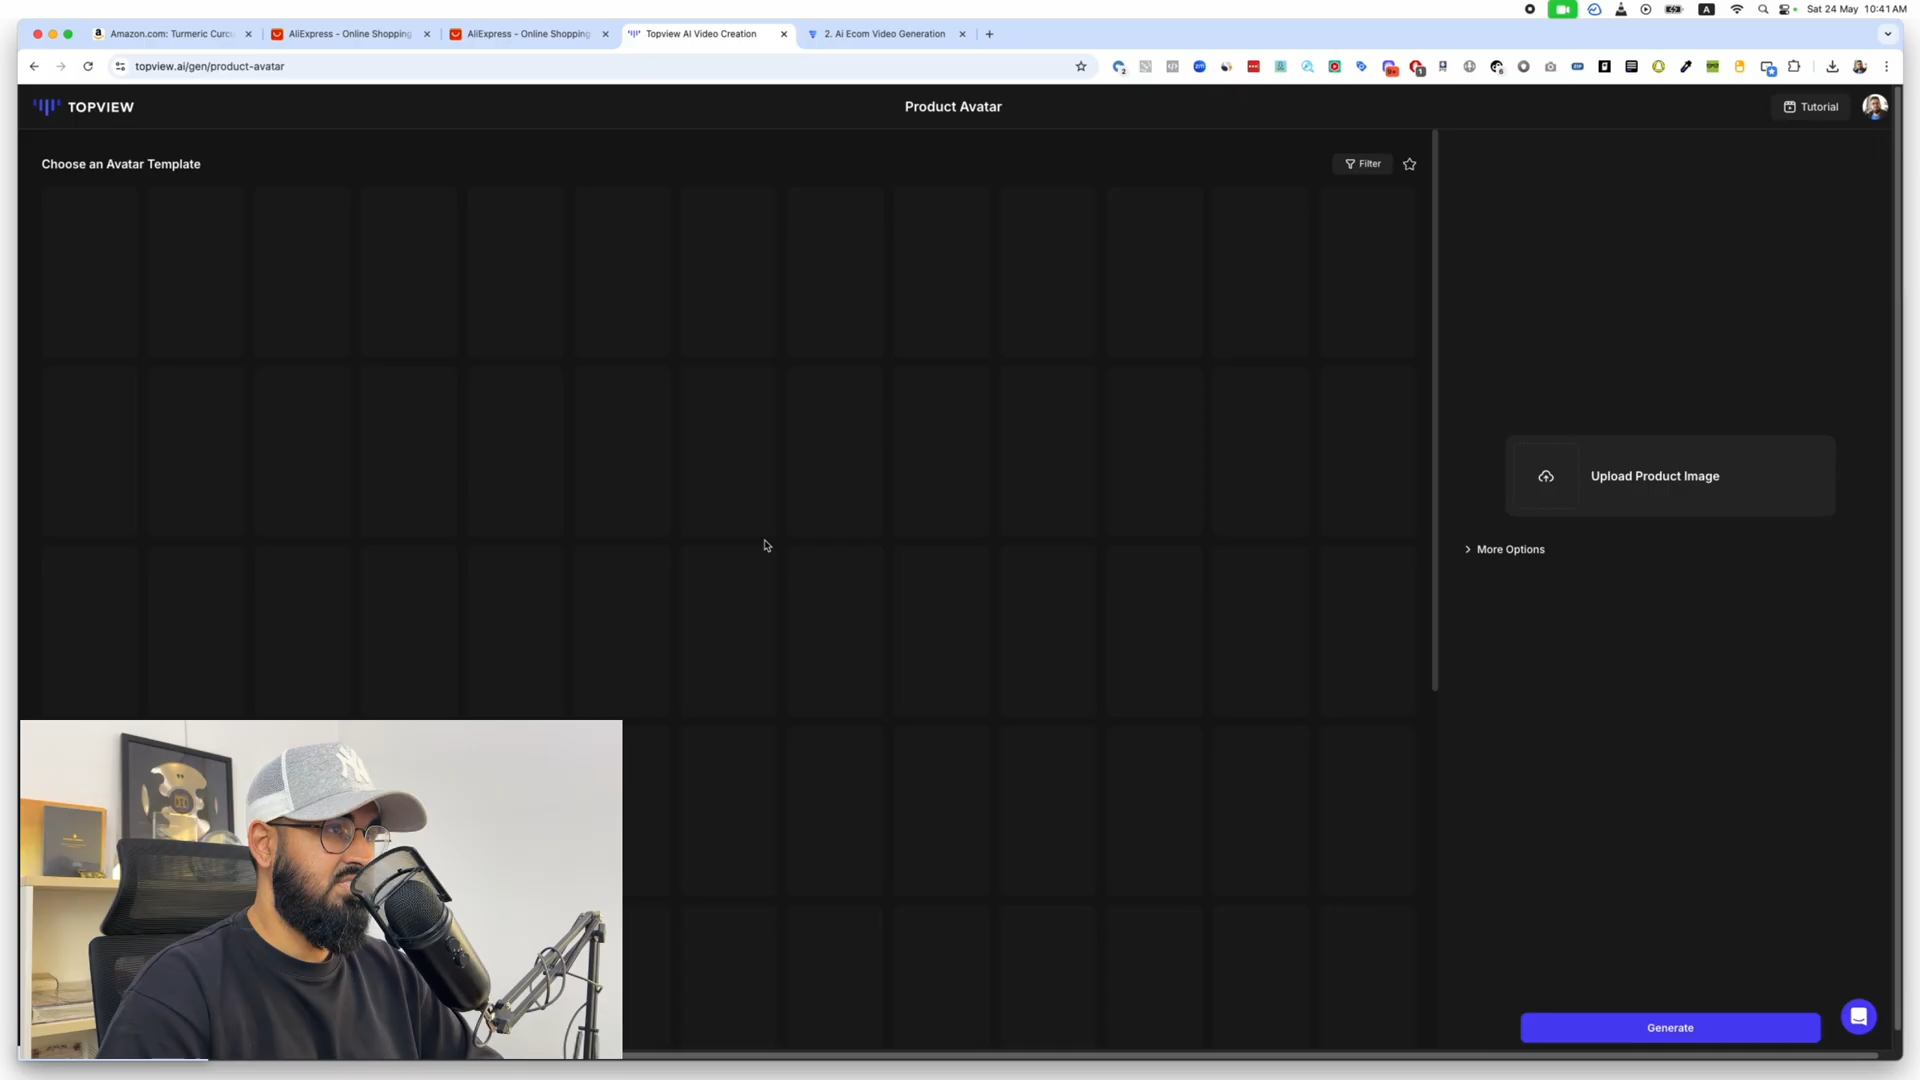 Sat 24 May 10:41 AM
Amazon.com: Turmeric Curcu
AliExpress - Online Shopping
AliExpress - Online Shopping
Topview AI Video Creation
2. Ai Ecom Video Generation
topview.ai/gen/product-avatar
TOPVIEW
Product Avatar
Tutorial
Choose an Avatar Template
Filter
Upload Product Image
More Options
Generate